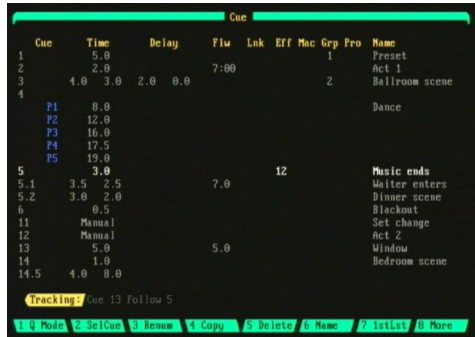 Cue
Cue Time Delay Flw Lnk Eff Mac Grp Pro Name
1 5.0 1 Preset
2 2.0 7:00 Act 1
3 4.0 3.0 2.0 0.0 2 Ballroom scene
4
P1 8.0 Dance
P2 12.0
P3 16.0
P4 17.5
P5 19.0
5 3.0 12 Music ends
5.1 3.5 2.5 7.0 Waiter enters
5.2 3.0 2.0 Dinner scene
6 0.5 Blackout
11 Manual Set change
12 Manual Act 2
13 5.0 5.0 Window
14 1.0 Bedroom scene
14.5 4.0 8.0
Tracking: Cue 13 Follow 5
1 Q Mode 2 SelCue 3 Renum 4 Copy 5 Delete 6 Name 7 1stLst 8 More